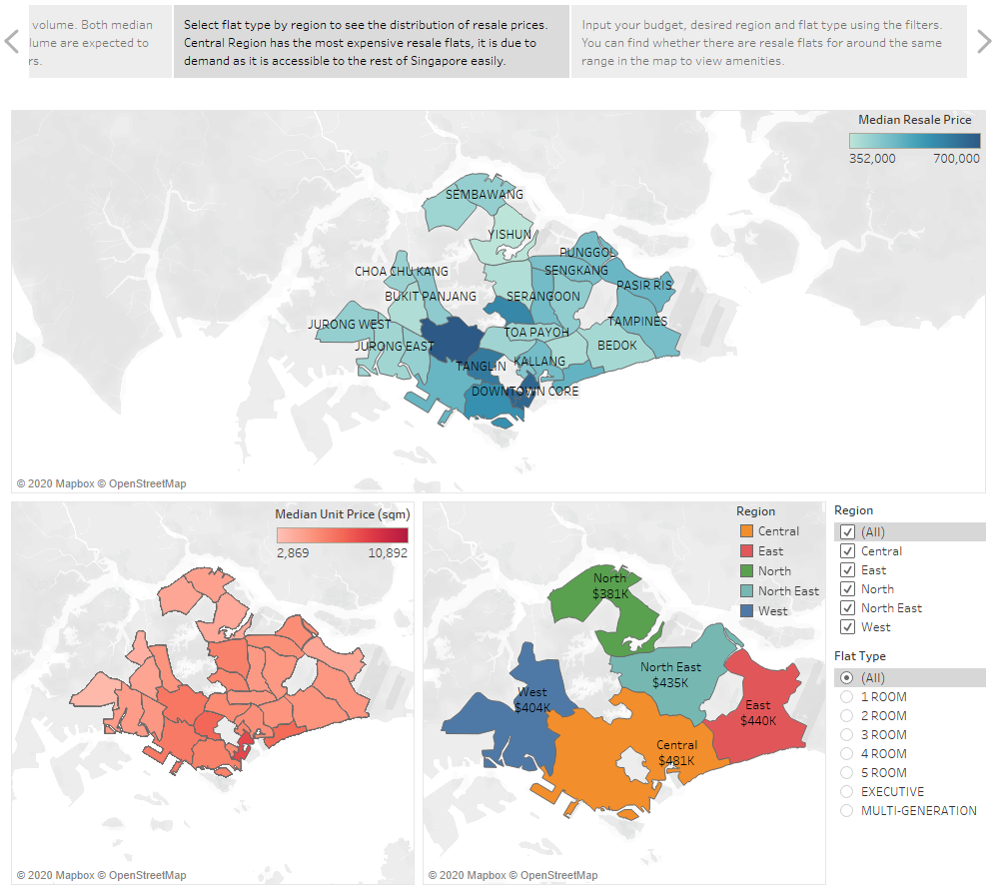 volume. Both median
lume are expected to
rs.
Select flat type by region to see the distribution of resale prices.
Central Region has the most expensive resale flats, it is due to
demand as it is accessible to the rest of Singapore easily.
Input your budget, desired region and flat type using the filters.
You can find whether there are resale flats for around the same
range in the map to view amenities.
Median Resale Price
352,000 700,000
SEMBAWANG
YISHUN
PUNGGOL
CHOA CHU KANG
SENGKANG
PASIR RIS
BUKIT PANJANG
SERANGOON
JURONG WEST
TAMPINES
TOA PAYOH
JURONG EAST
BEDOK
TANGLIN
KALLANG
DOWNTOWN CORE
© 2020 Mapbox © OpenStreetMap
Median Unit Price (sqm)
2,869 10,892
© 2020 Mapbox © OpenStreetMap
Region
Central
East
North
North East
West
North
$381K
North East
$435K
West
$404K
East
$440K
Central
$481K
© 2020 Mapbox © OpenStreetMap
Region
(All)
Central
East
North
North East
West
Flat Type
(All)
1 ROOM
2 ROOM
3 ROOM
4 ROOM
5 ROOM
EXECUTIVE
MULTI-GENERATION